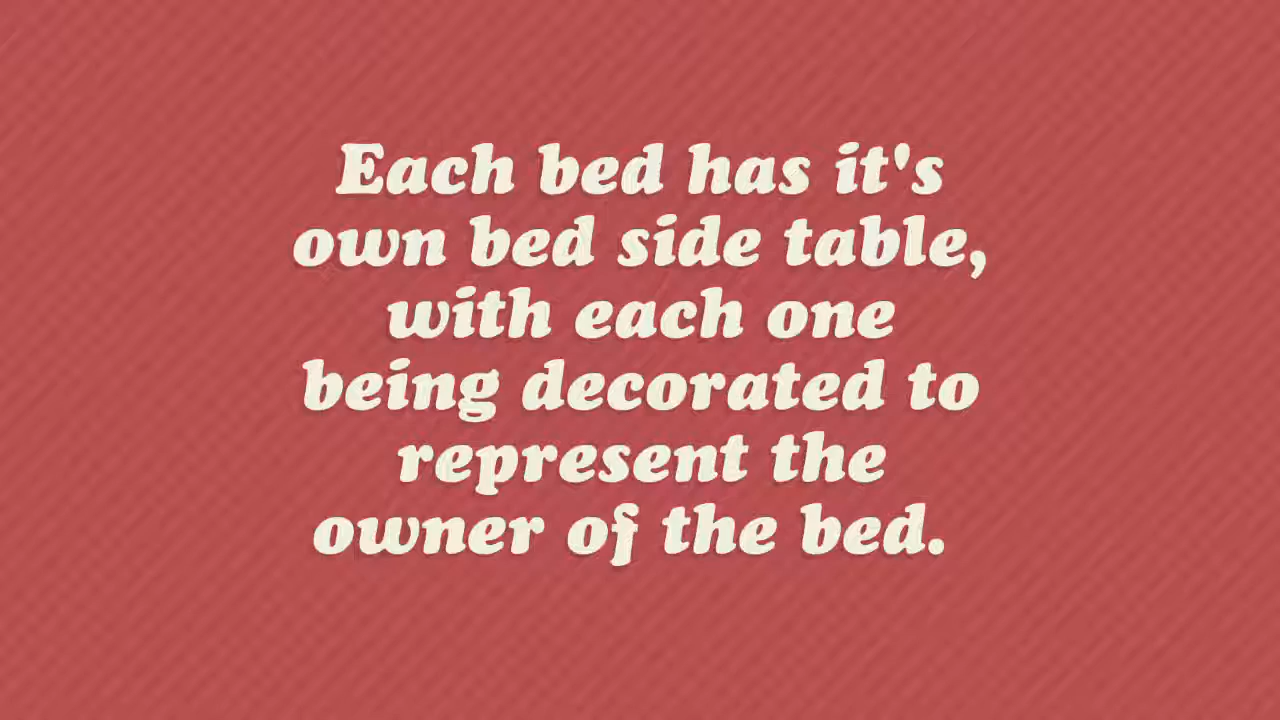 Each bed has it's
own bed side table,
with each one
being decorated to
represent the
owner of the bed.